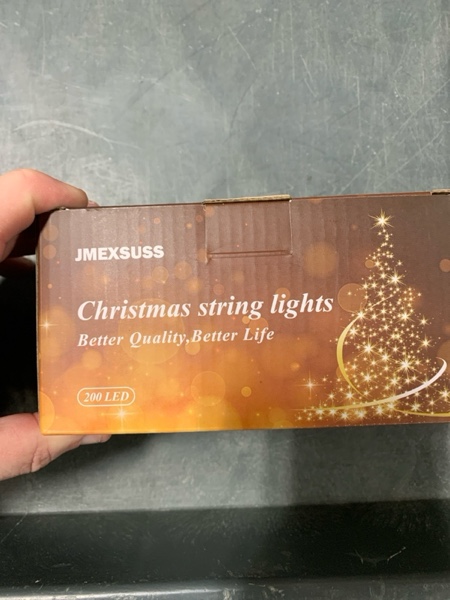 JMEXSUSS
Christmas string lights
Better Quality,Better Life
200 LED